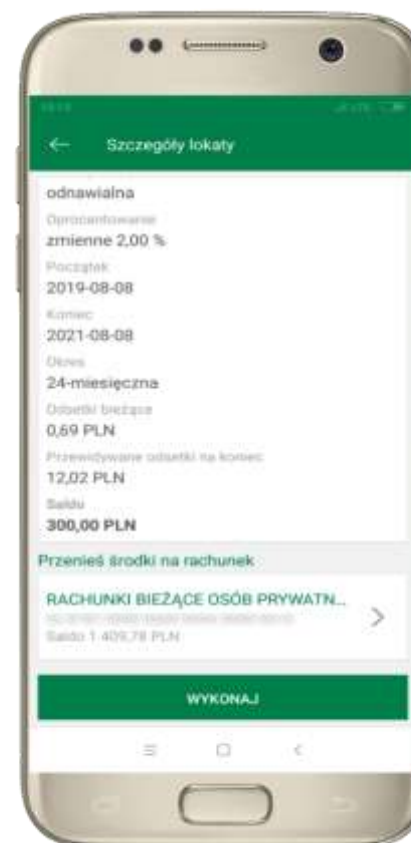 Szczegóły lokaty
odnawialna
Oprocentowanie
zmienne 2,00 %
Początek
2019-08-08
Koniec
2021-08-08
Okres
24-miesięczna
Odsetki bieżące
0,69 PLN
Przewidywane odsetki na koniec
12,02 PLN
Saldo
300,00 PLN
Przenieś środki na rachunek
RACHUNKI BIEŻĄCE OSÓB PRYWATN...
Saldo 1 409,78 PLN
WYKONAJ